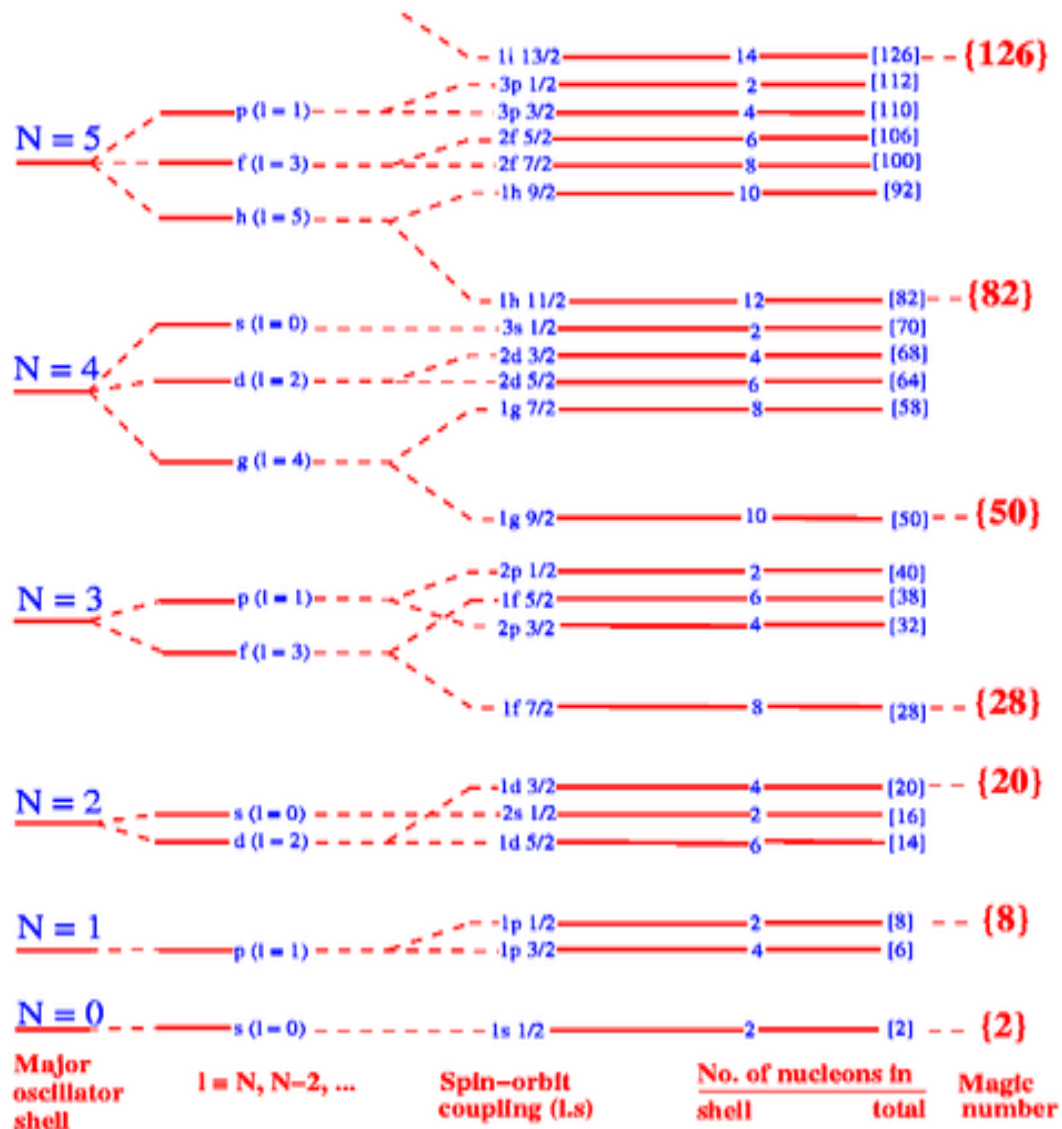 1i 13/2 14 [126] {126}
3p 1/2 2 [112]
p (l = 1) 3p 3/2 4 [110]
N = 5 2f 5/2 6 [106]
f (l = 3) 2f 7/2 8 [100]
1h 9/2 10 [92]
h (l = 5)
1h 11/2 12 [82] {82}
s (l = 0) 3s 1/2 2 [70]
2d 3/2 4 [68]
N = 4 d (l = 2) 2d 5/2 6 [64]
1g 7/2 8 [58]
g (l = 4)
1g 9/2 10 [50] {50}
2p 1/2 2 [40]
N = 3 p (l = 1) 1f 5/2 6 [38]
2p 3/2 4 [32]
f (l = 3)
1f 7/2 8 [28] {28}
1d 3/2 4 [20] {20}
N = 2 s (l = 0) 2s 1/2 2 [16]
d (l = 2) 1d 5/2 6 [14]
N = 1 1p 1/2 2 [8] {8}
p (l = 1) 1p 3/2 4 [6]
N = 0 s (l = 0) 1s 1/2 2 [2] {2}
Major
oscillator
shell
l = N, N-2, ...
Spin-orbit
coupling (l.s)
No. of nucleons in
shell total
Magic
number